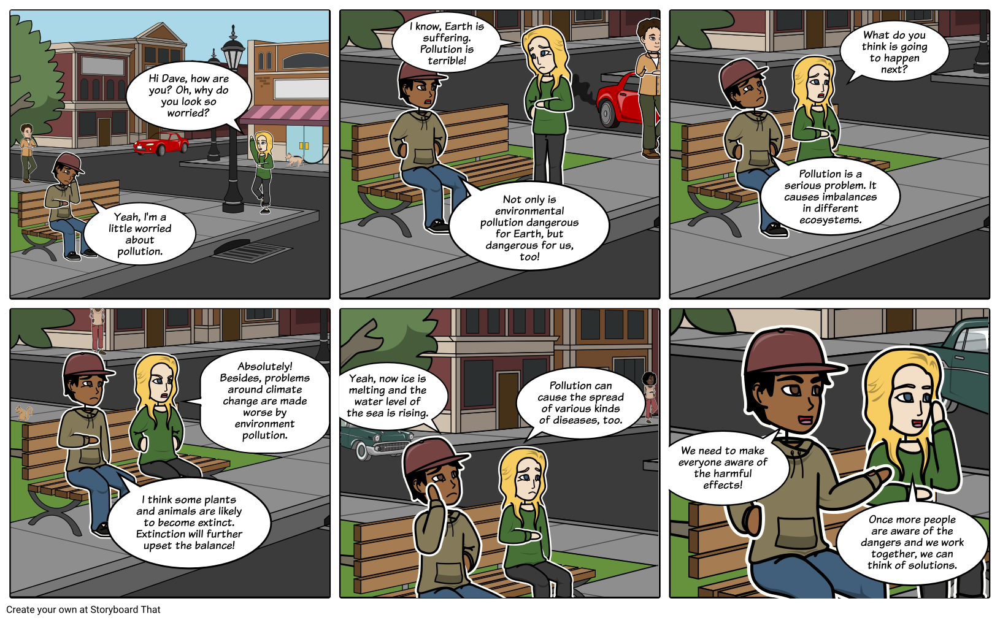 Hi Dave, how are
you? Oh, why do
you look so
worried?
Yeah, I'm a
little worried
about
pollution.
I know, Earth is
suffering.
Pollution is
terrible!
Not only is
environmental
pollution dangerous
for Earth, but
dangerous for us,
too!
What do you
think is going
to happen
next?
Pollution is a
serious problem. It
causes imbalances
in different
ecosystems.
Absolutely!
Besides, problems
around climate
change are made
worse by
environment
pollution.
I think some plants
and animals are likely
to become extinct.
Extinction will further
upset the balance!
Yeah, now ice is
melting and the
water level of
the sea is rising.
Pollution can
cause the spread
of various kinds
of diseases, too.
We need to make
everyone aware of
the harmful
effects!
Once more people
are aware of the
dangers and we work
together, we can
think of solutions.
Create your own at Storyboard That